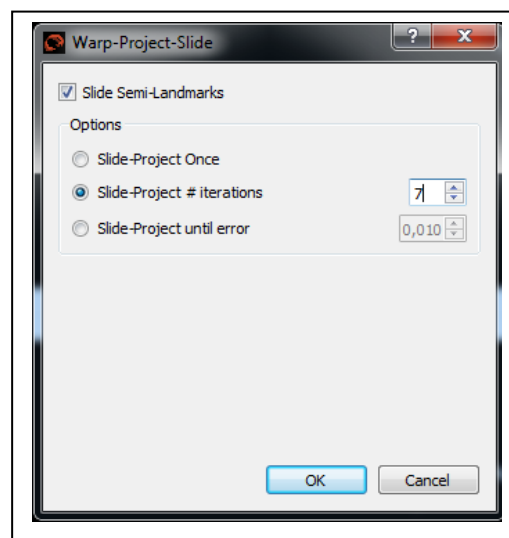 Warp-Project-Slide
Slide Semi-Landmarks
Options
Slide-Project Once
Slide-Project # iterations 7
Slide-Project until error 0,010
OK Cancel